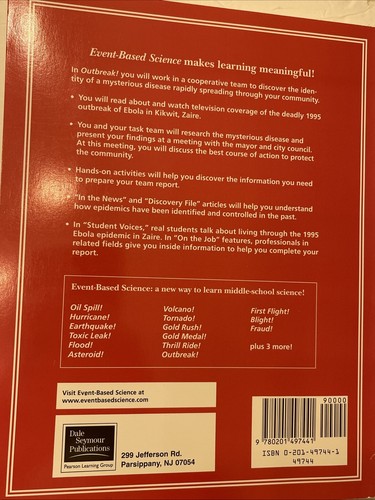 Event-Based Science makes learning meaningful!
In Outbreak! you will work in a cooperative team to discover the iden-
tity of a mysterious disease rapidly spreading through your community.
• You will read about and watch television coverage of the deadly 1995
outbreak of Ebola in Kikwit, Zaire.
• You and your task team will research the mysterious disease and
present your findings at a meeting with the mayor and city council.
At this meeting, you will discuss the best course of action to protect
the community.
• Hands-on activities will help you discover the information you need
to prepare your team report.
• "In the News" and "Discovery File" articles will help you understand
how epidemics have been identified and controlled in the past.
• In "Student Voices," real students talk about living through the 1995
Ebola epidemic in Zaire. In "On the Job" features, professionals in
related fields give you inside information to help you complete your
report.
Event-Based Science: a new way to learn middle-school science!
Oil Spill!
Hurricane!
Earthquake!
Toxic Leak!
Flood!
Asteroid!
Volcano!
Tornado!
Gold Rush!
Gold Medal!
Thrill Ride!
Outbreak!
First Flight!
Blight!
Fraud!
plus 3 more!
Visit Event-Based Science at
www.eventbasedscience.com
Dale
Seymour
Publications
Pearson Learning Group
299 Jefferson Rd.
Parsippany, NJ 07054
90000
9 780201 497441
ISBN 0-201-49744-1
49744